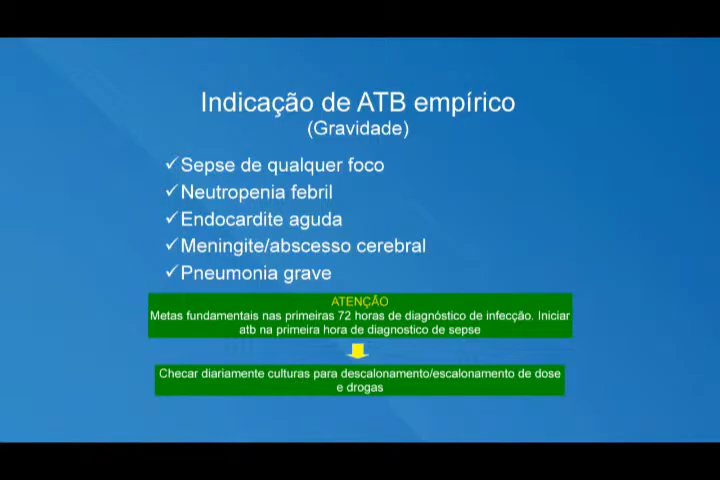 Indicação de ATB empírico
(Gravidade)
✓Sepse de qualquer foco
✓Neutropenia febril
✓Endocardite aguda
✓Meningite/abscesso cerebral
✓Pneumonia grave
ATENÇÃO
Metas fundamentais nas primeiras 72 horas de diagnóstico de infecção. Iniciar
atb na primeira hora de diagnostico de sepse
Checar diariamente culturas para descalonamento/escalonamento de dose
e drogas